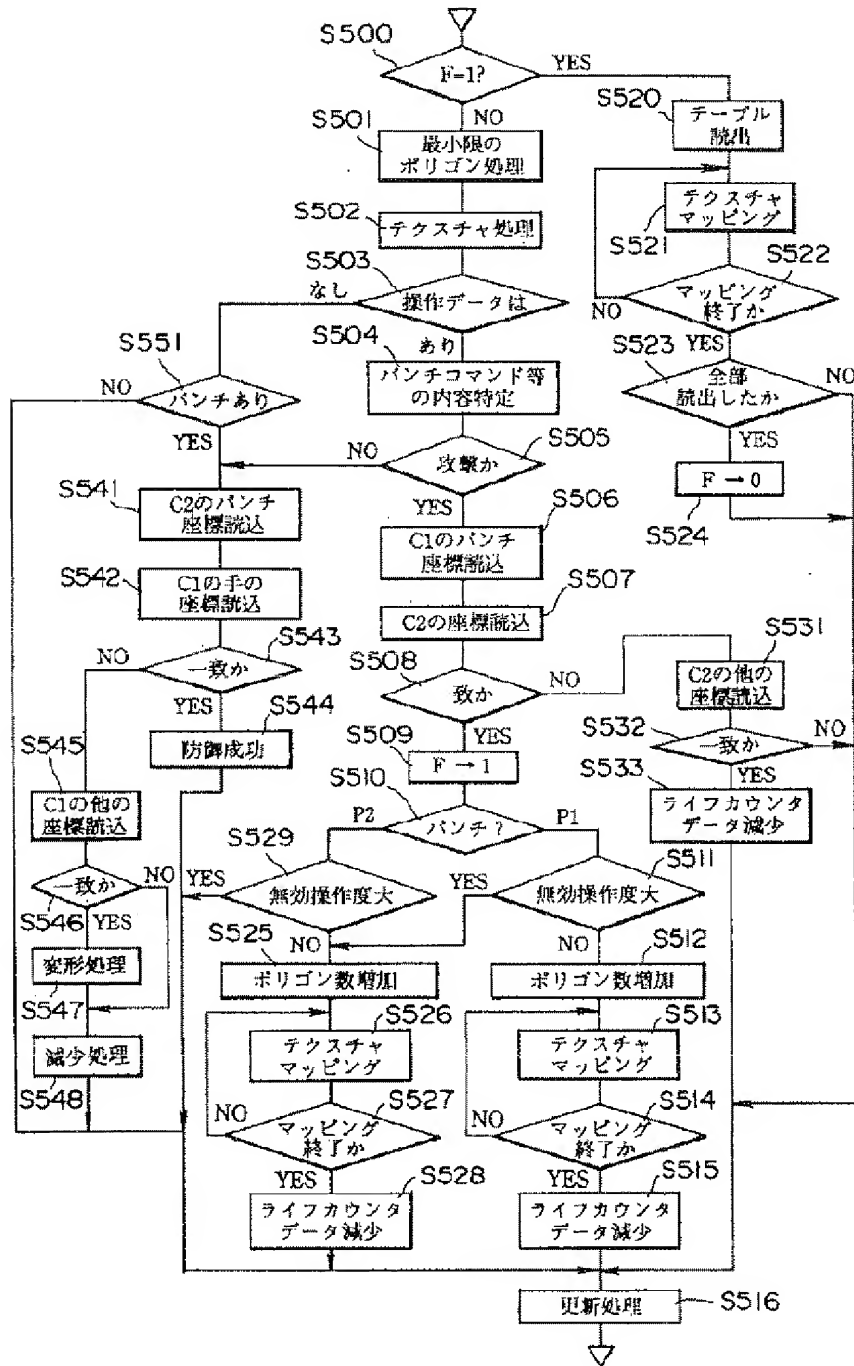 S500
F=1?
YES
NO
S501
最小限の
ポリゴン処理
S502
テクスチャ処理
S503
操作データは
なし
あり
S504
パンチコマンド等
の内容特定
S505
攻撃か
NO
YES
S506
C1のパンチ
座標読込
S507
C2の座標読込
S508
一致か
NO
YES
S509
F→1
S510
パンチ?
P2
P1
S511
無効操作度大
YES
NO
S512
ポリゴン数増加
S513
テクスチャ
マッピング
S514
マッピング
終了か
NO
YES
S515
ライフカウンタ
データ減少
S516
更新処理
S520
テーブル
読出
S521
テクスチャ
マッピング
S522
マッピング
終了か
NO
YES
S523
全部
読出したか
NO
YES
S524
F→0
S529
無効操作度大
YES
NO
S525
ポリゴン数増加
S526
テクスチャ
マッピング
S527
マッピング
終了か
NO
YES
S528
ライフカウンタ
データ減少
S531
C2の他の
座標読込
S532
一致か
NO
YES
S533
ライフカウンタ
データ減少
S551
パンチあり
NO
YES
S541
C2のパンチ
座標読込
S542
C1の手の
座標読込
S543
一致か
NO
YES
S544
防御成功
S545
C1の他の
座標読込
S546
一致か
NO
YES
S547
変形処理
S548
減少処理